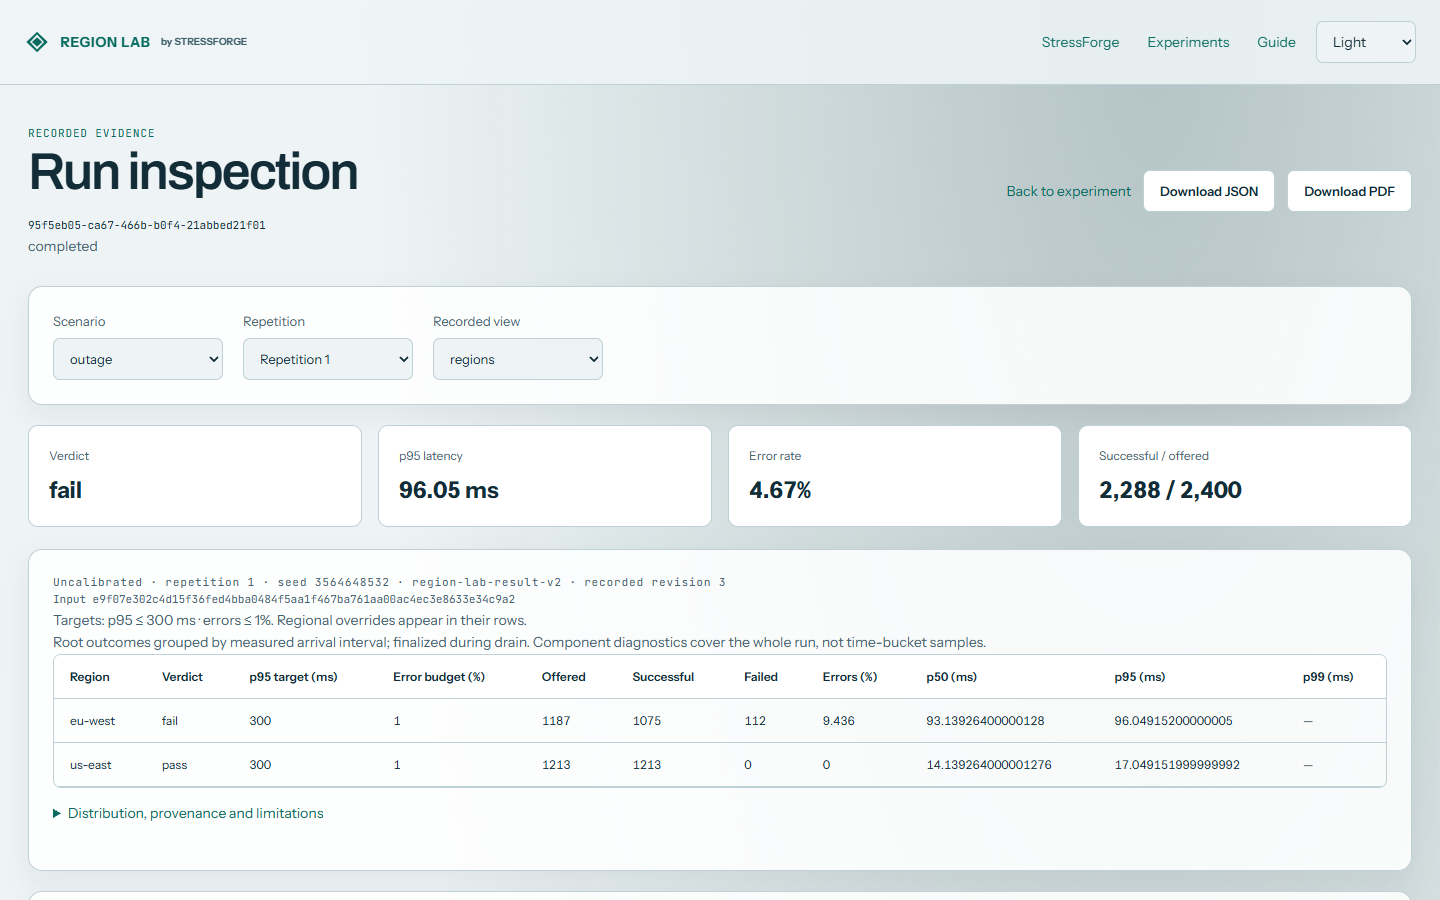 REGION LAB by STRESSFORGE
StressForge Experiments Guide Light
RECORDED EVIDENCE
Run inspection
Back to experiment Download JSON Download PDF
95f5eb05-ca67-466b-b0f4-21abbed21f01
completed
Scenario Repetition Recorded view
outage Repetition 1 regions
Verdict p95 latency Error rate Successful / offered
fail 96.05 ms 4.67% 2,288 / 2,400
Uncalibrated · repetition 1 · seed 3564648532 · region-lab-result-v2 · recorded revision 3
Input e9f07e302c4d15f36fed4bba0484f5aa1f467ba761aa00ac4ec3e8633e34c9a2
Targets: p95 ≤ 300 ms · errors ≤ 1%. Regional overrides appear in their rows.
Root outcomes grouped by measured arrival interval; finalized during drain. Component diagnostics cover the whole run, not time-bucket samples.
Region Verdict p95 target (ms) Error budget (%) Offered Successful Failed Errors (%) p50 (ms) p95 (ms) p99 (ms)
eu-west fail 300 1 1187 1075 112 9.436 93.13926400000128 96.04915200000005 —
us-east pass 300 1 1213 1213 0 0 14.139264000001276 17.049151999999992 —
Distribution, provenance and limitations